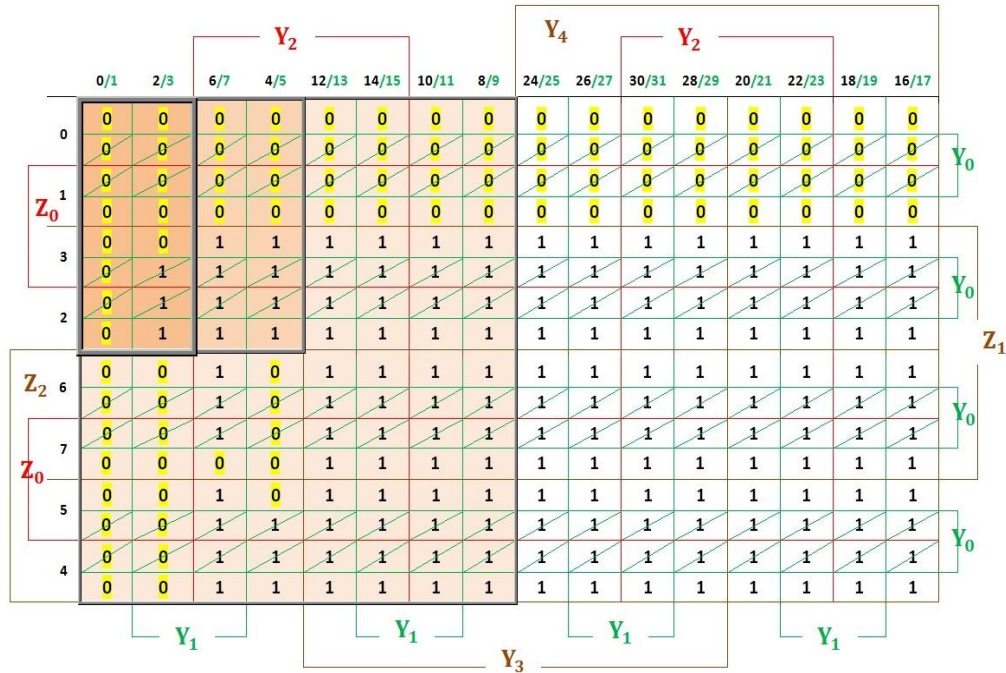 Y₄
Y₂ Y₂
0/1 2/3 6/7 4/5 12/13 14/15 10/11 8/9 24/25 26/27 30/31 28/29 20/21 22/23 18/19 16/17
0 0 0 0 0 0 0 0 0 0 0 0 0 0 0 0
0
0 0 0 0 0 0 0 0 0 0 0 0 0 0 0 0
Y₀
0 0 0 0 0 0 0 0 0 0 0 0 0 0 0 0
1
Z₀
0 0 0 0 0 0 0 0 0 0 0 0 0 0 0 0
0 0 1 1 1 1 1 1 1 1 1 1 1 1 1 1
3
0 1 1 1 1 1 1 1 1 1 1 1 1 1 1 1
Y₀
0 1 1 1 1 1 1 1 1 1 1 1 1 1 1 1
2
0 1 1 1 1 1 1 1 1 1 1 1 1 1 1 1
Z₁
0 0 1 0 1 1 1 1 1 1 1 1 1 1 1 1
Z₂ 6
0 0 1 0 1 1 1 1 1 1 1 1 1 1 1 1
Y₀
0 0 1 0 1 1 1 1 1 1 1 1 1 1 1 1
7
0 0 0 0 1 1 1 1 1 1 1 1 1 1 1 1
Z₀
0 0 1 0 1 1 1 1 1 1 1 1 1 1 1 1
5
0 0 1 1 1 1 1 1 1 1 1 1 1 1 1 1
Y₀
0 0 1 1 1 1 1 1 1 1 1 1 1 1 1 1
4
0 0 1 1 1 1 1 1 1 1 1 1 1 1 1 1
Y₁ Y₁ Y₁ Y₁
Y₃